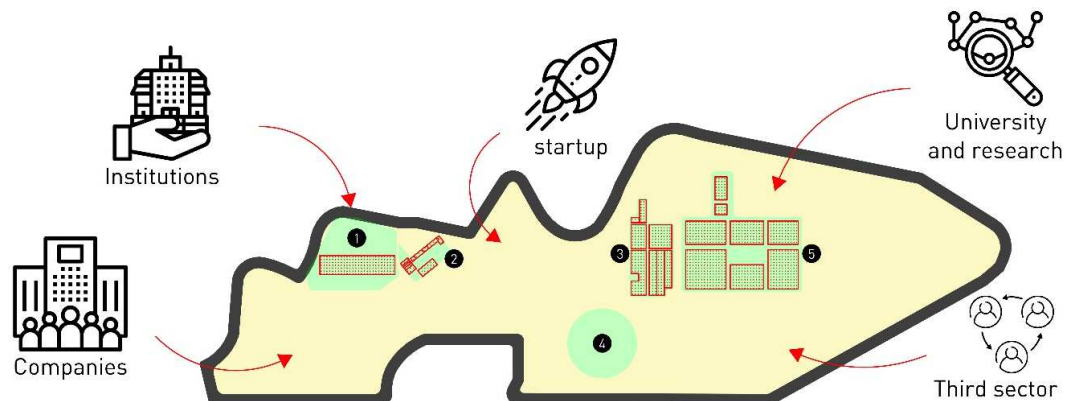 Institutions
startup
University
and research
Companies
Third sector
1
2
3
4
5